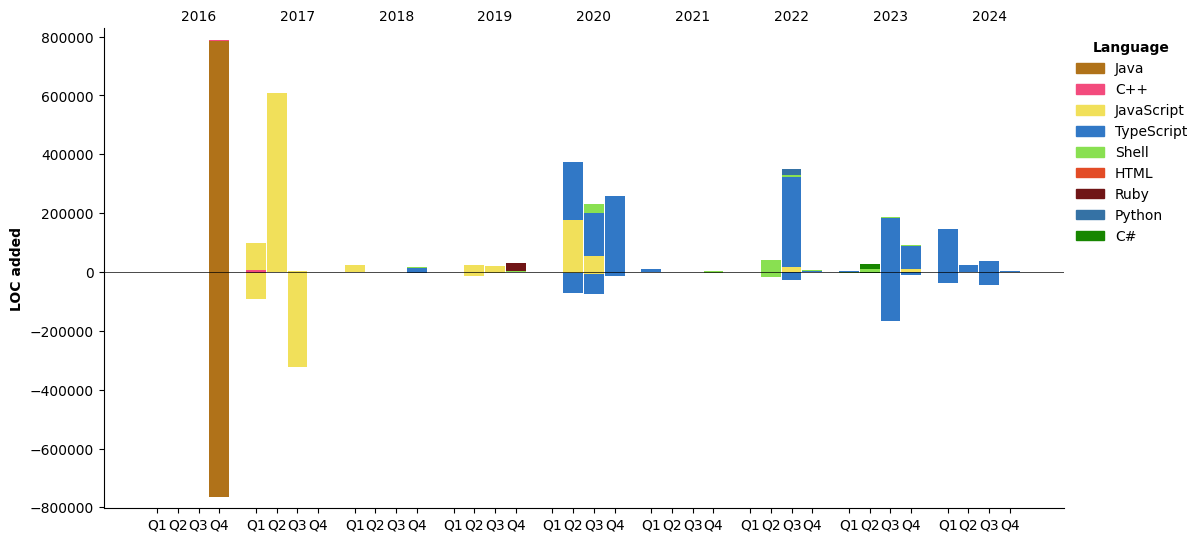 2016 2017 2018 2019 2020 2021 2022 2023 2024
LOC added
800000
600000
400000
200000
0
−200000
−400000
−600000
−800000
Q1 Q2 Q3 Q4 Q1 Q2 Q3 Q4 Q1 Q2 Q3 Q4 Q1 Q2 Q3 Q4 Q1 Q2 Q3 Q4 Q1 Q2 Q3 Q4 Q1 Q2 Q3 Q4 Q1 Q2 Q3 Q4 Q1 Q2 Q3 Q4
Language
Java
C++
JavaScript
TypeScript
Shell
HTML
Ruby
Python
C#